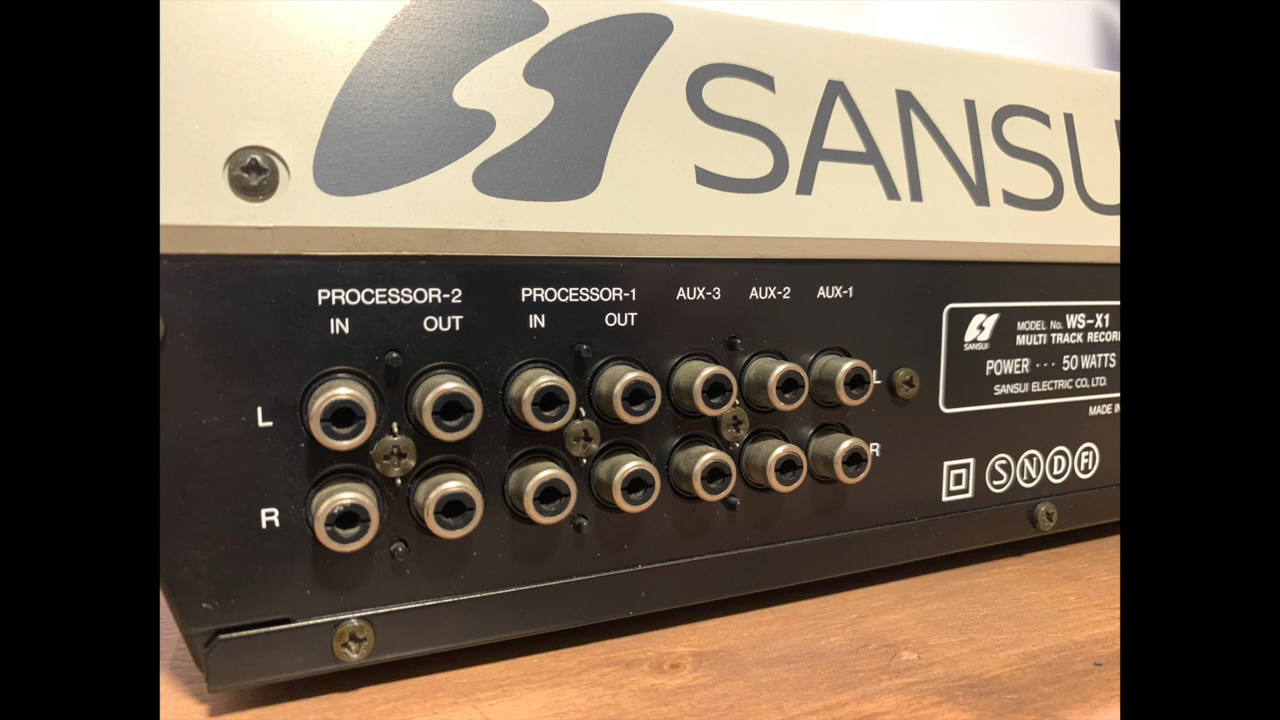 SANSU
PROCESSOR-2
IN OUT
PROCESSOR-1
IN OUT
AUX-3 AUX-2 AUX-1
L
R
L
R
SANSUI
MODEL No. WS-X1
MULTI TRACK RECOR
POWER ··· 50 WATTS
SANSUI ELECTRIC CO., LTD.
MADE IN
S N D FI